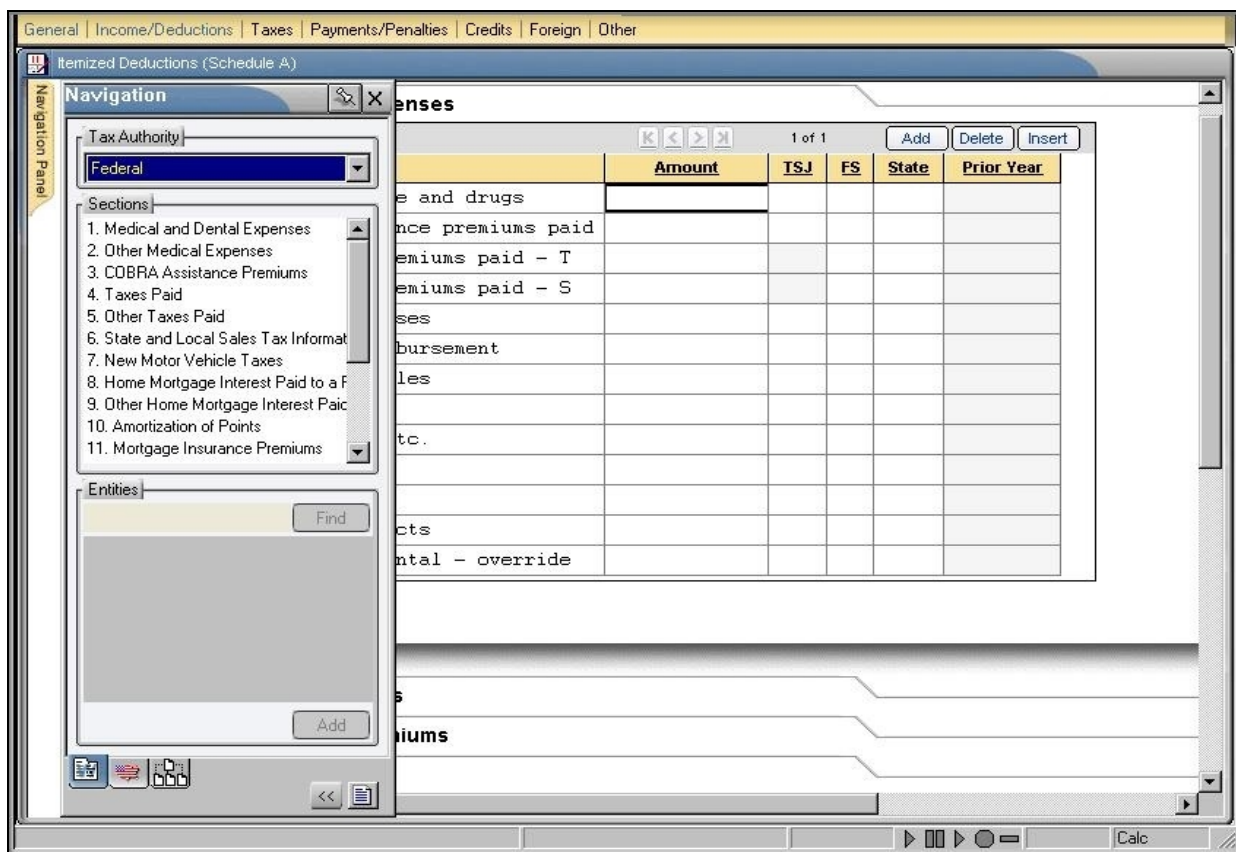 General | Income/Deductions | Taxes | Payments/Penalties | Credits | Foreign | Other
Itemized Deductions (Schedule A)
Navigation Panel
Navigation
Tax Authority
Federal
Sections
1. Medical and Dental Expenses
2. Other Medical Expenses
3. COBRA Assistance Premiums
4. Taxes Paid
5. Other Taxes Paid
6. State and Local Sales Tax Informat
7. New Motor Vehicle Taxes
8. Home Mortgage Interest Paid to a F
9. Other Home Mortgage Interest Paid
10. Amortization of Points
11. Mortgage Insurance Premiums
Entities
Find
Add
<<
enses
1 of 1 Add Delete Insert
Amount TSJ FS State Prior Year
e and drugs
nce premiums paid
emiums paid - T
emiums paid - S
ses
bursement
les
tc.
cts
ntal - override
s
iums
Calc